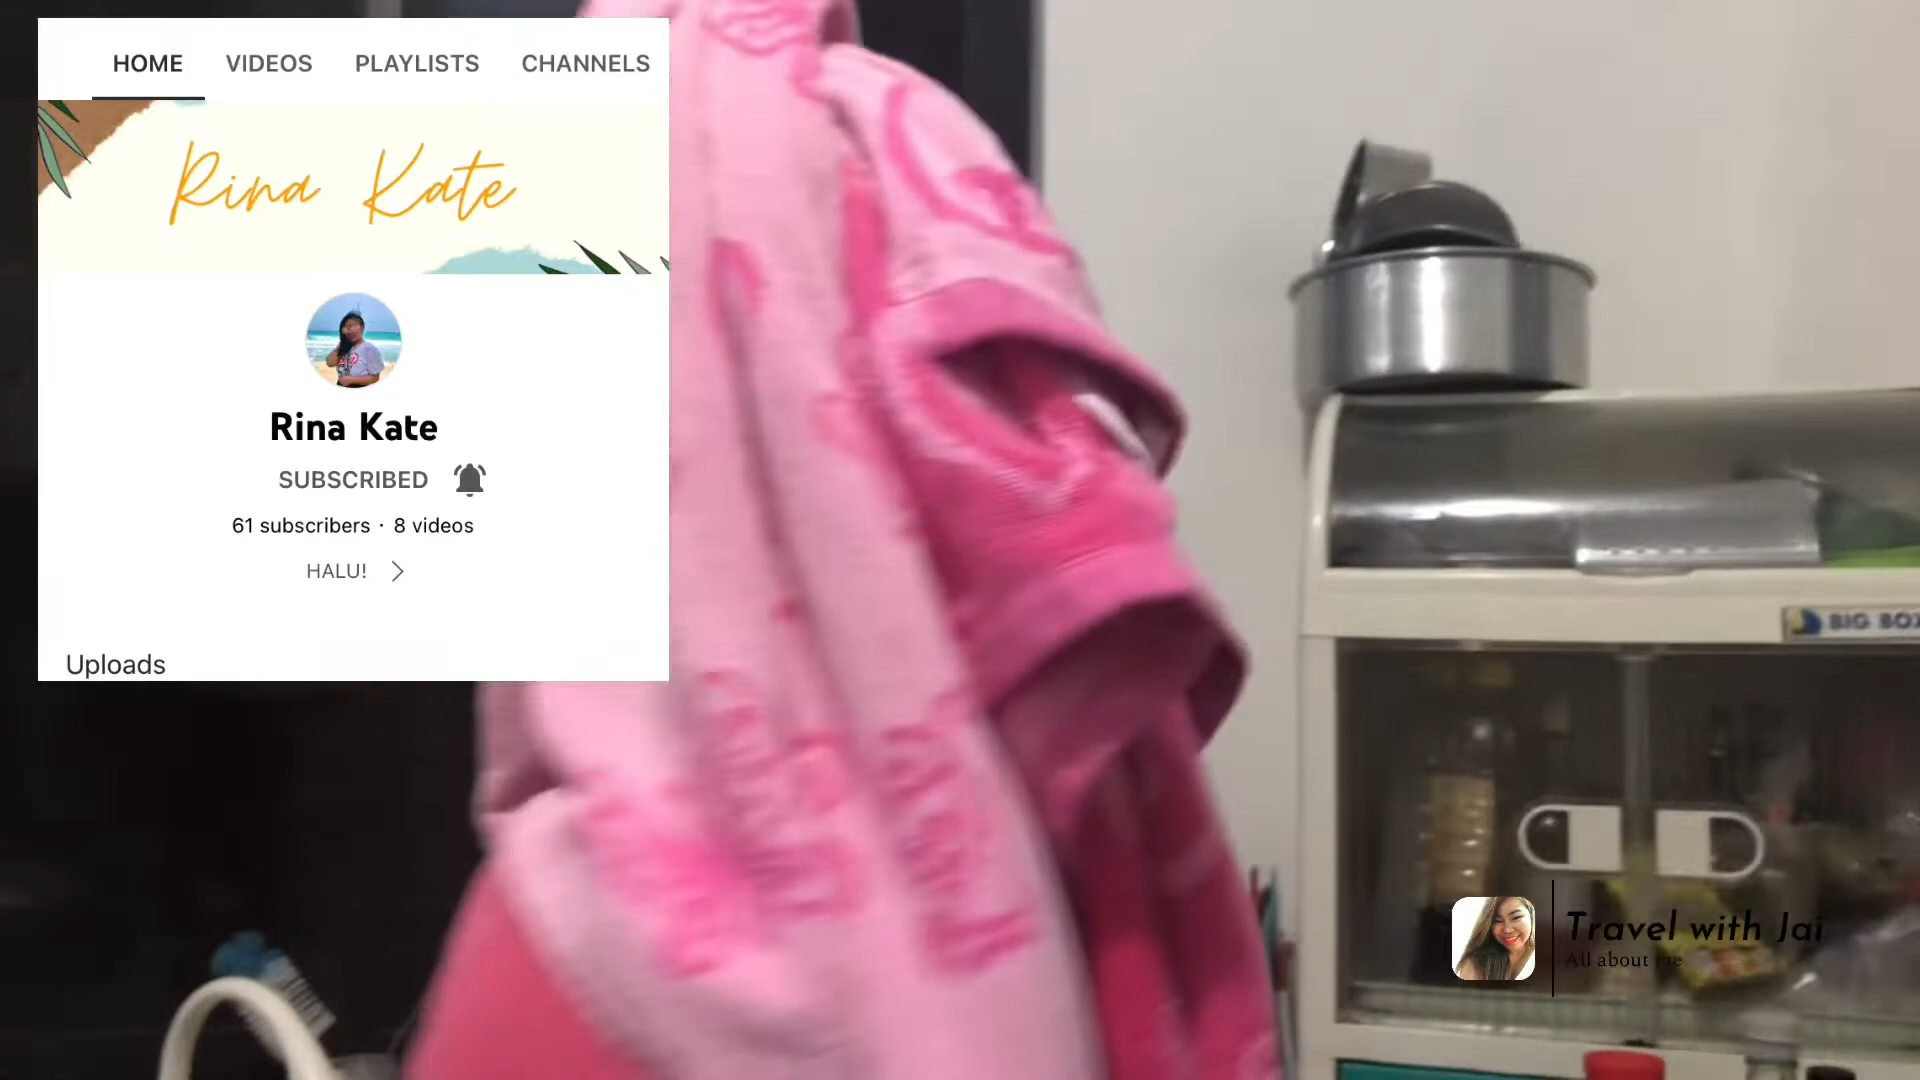 HOME VIDEOS PLAYLISTS CHANNELS
Rina Kate
Rina Kate
SUBSCRIBED
61 subscribers · 8 videos
HALU!
Uploads
BIG BOX
Travel with Jai
All about me